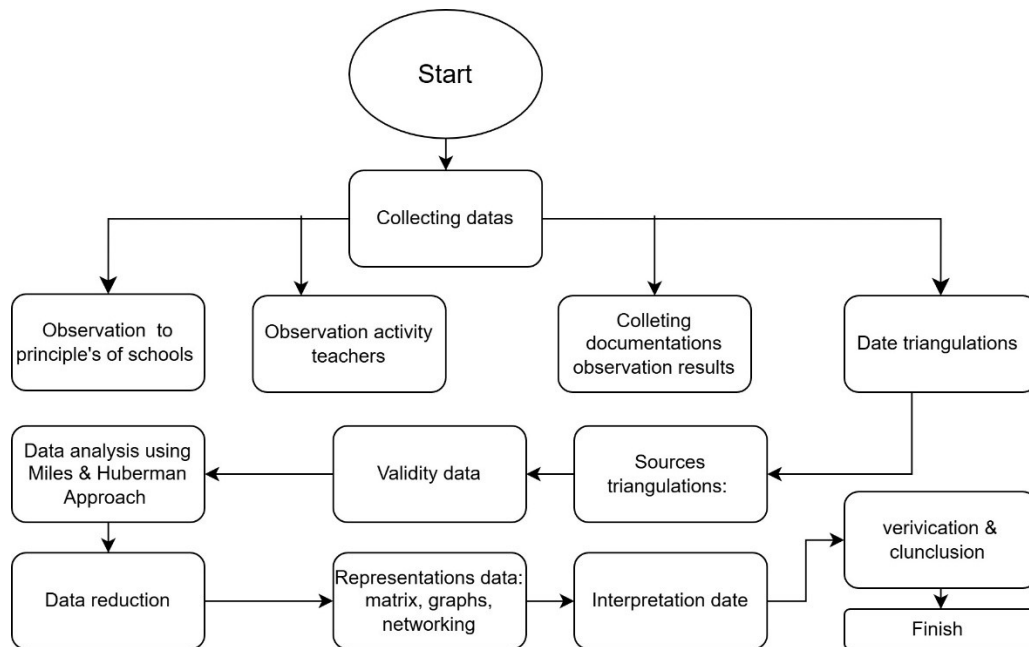 Start
Collecting datas
Observation to
principle's of schools
Observation activity
teachers
Colleting
documentations
observation results
Date triangulations
Data analysis using
Miles & Huberman
Approach
Validity data
Sources
triangulations:
verivication &
clunclusion
Data reduction
Representations data:
matrix, graphs,
networking
Interpretation date
Finish